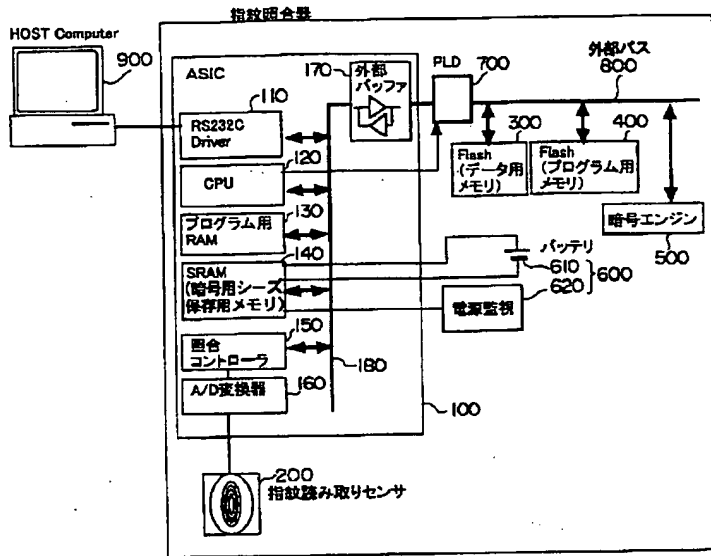 指紋照合器
HOST Computer
900
ASIC
110
RS232C
Driver
120
CPU
130
プログラム用
RAM
140
SRAM
(暗号用シーズ
保存用メモリ)
150
照合
コントローラ
160
A/D変換器
170
外部
バッファ
180
100
PLD
700
外部バス
800
300
Flash
(データ用
メモリ)
400
Flash
(プログラム用
メモリ)
暗号エンジン
500
バッテリ
610
600
620
電源監視
200
指紋読み取りセンサ